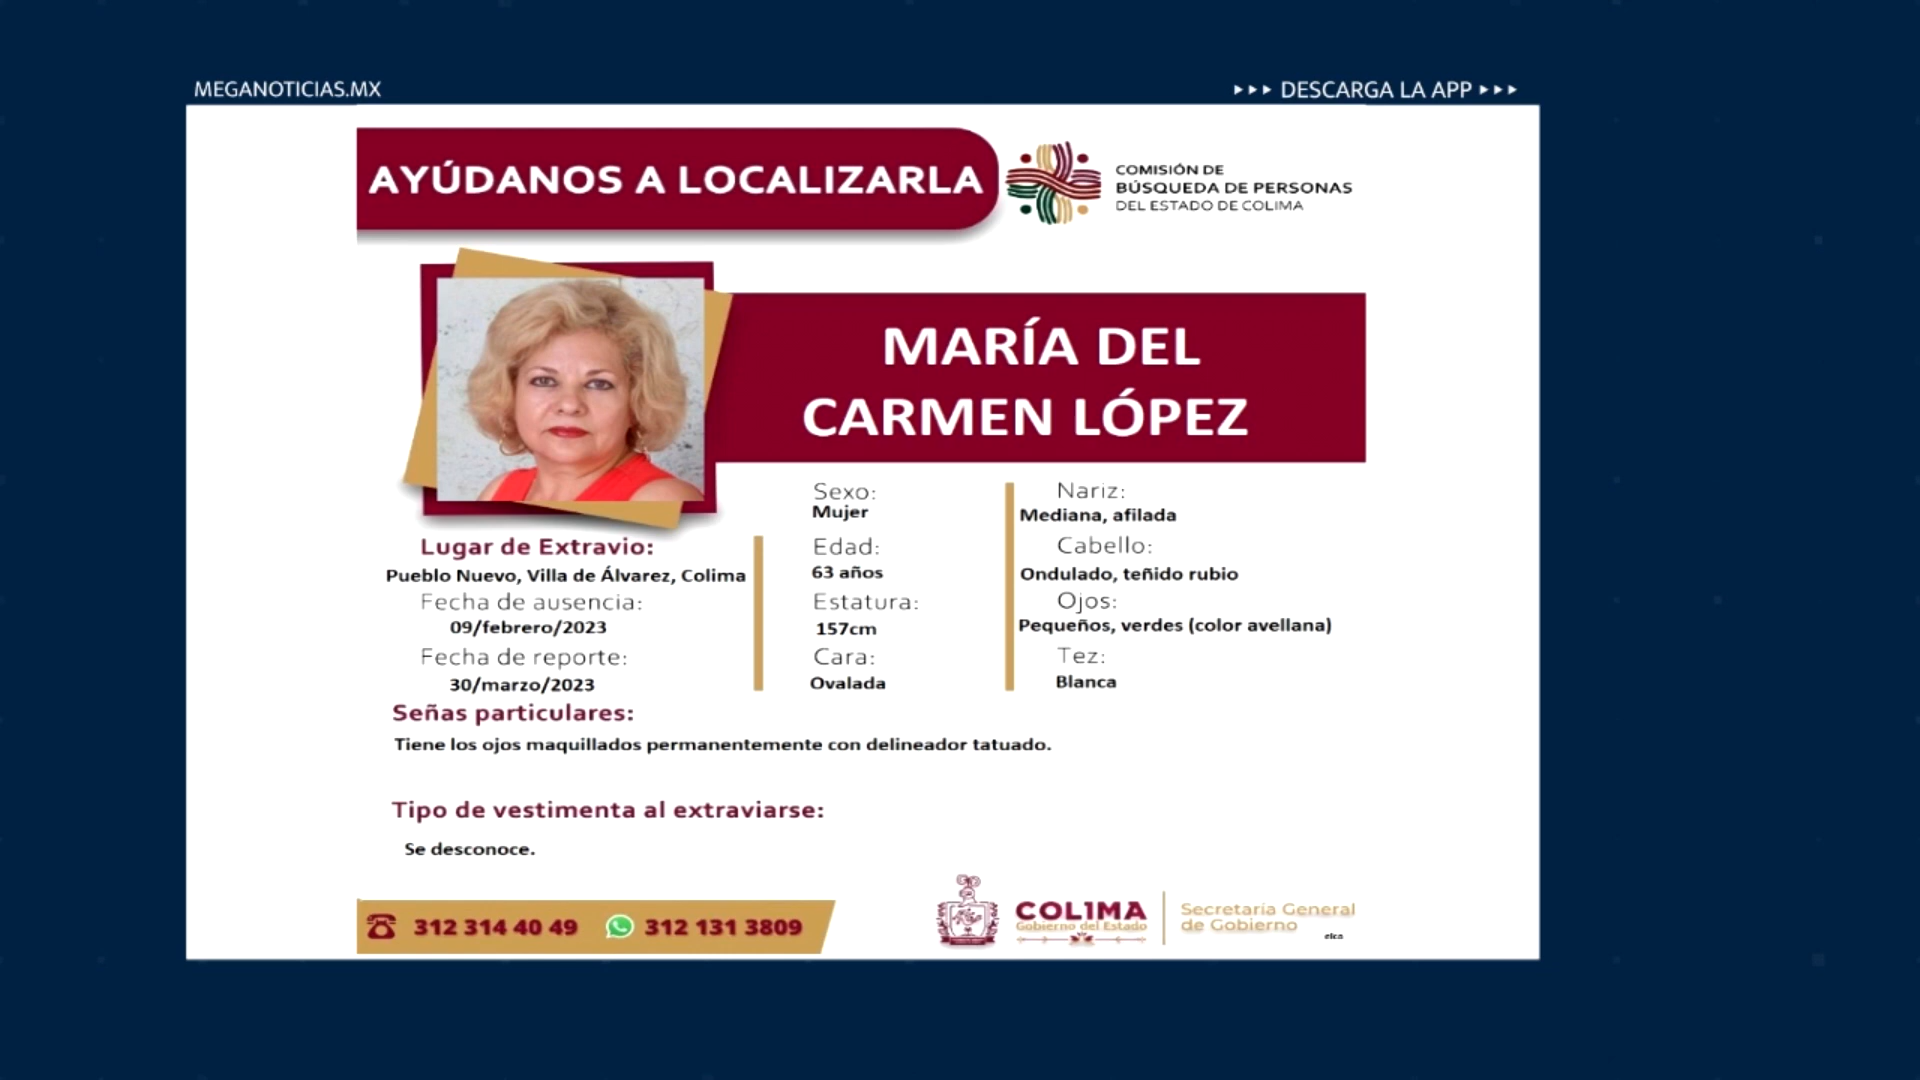 MEGANOTICIAS.MX
DESCARGA LA APP
AYÚDANOS A LOCALIZARLA
COMISIÓN DE
BÚSQUEDA DE PERSONAS
DEL ESTADO DE COLIMA
MARÍA DEL
CARMEN LÓPEZ
Lugar de Extravio:
Pueblo Nuevo, Villa de Álvarez, Colima
Fecha de ausencia:
09/febrero/2023
Fecha de reporte:
30/marzo/2023
Sexo:
Mujer
Edad:
63 años
Estatura:
157cm
Cara:
Ovalada
Nariz:
Mediana, afilada
Cabello:
Ondulado, teñido rubio
Ojos:
Pequeños, verdes (color avellana)
Tez:
Blanca
Señas particulares:
Tiene los ojos maquillados permanentemente con delineador tatuado.
Tipo de vestimenta al extraviarse:
Se desconoce.
312 314 40 49
312 131 3809
COL1MA
Gobierno del Estado
Secretaría General
de Gobierno